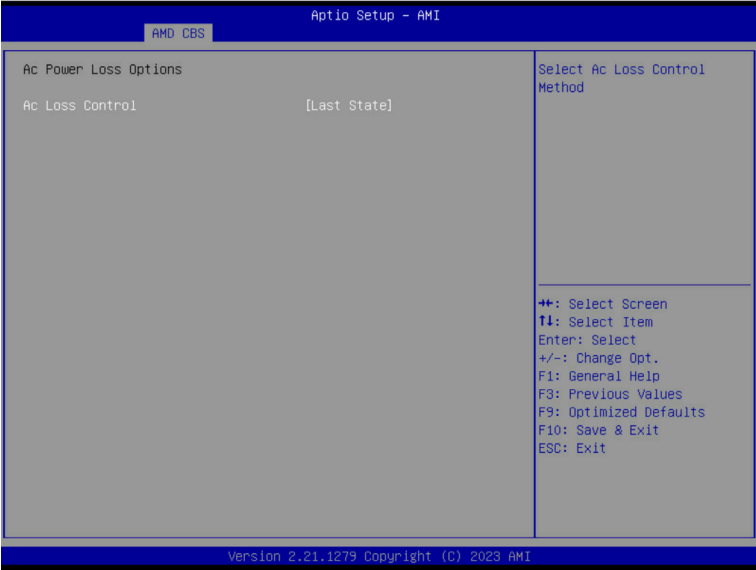 Aptio Setup – AMI
AMD CBS
Ac Power Loss Options
Ac Loss Control [Last State]
Select Ac Loss Control
Method
→←: Select Screen
↑↓: Select Item
Enter: Select
+/-: Change Opt.
F1: General Help
F3: Previous Values
F9: Optimized Defaults
F10: Save & Exit
ESC: Exit
Version 2.21.1279 Copyright (C) 2023 AMI